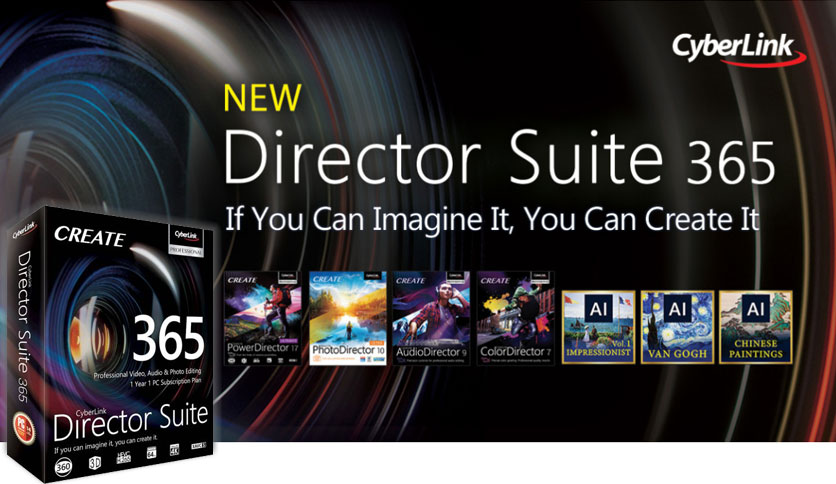 CyberLink
NEW
Director Suite 365
If You Can Imagine It, You Can Create It
CREATE
CyberLink
PROFESSIONAL
365
Professional Video, Audio & Photo Editing
1 Year 1 PC Subscription Plan
CyberLink
Director Suite
If you can imagine it, you can create it.
360
3D
4K
CyberLink
Director Suite 365
CREATE
PowerDirector 17
CREATE
PhotoDirector 10
CREATE
AudioDirector 9
CREATE
ColorDirector 7
AI
Vol. 1
IMPRESSIONIST
AI
VAN GOGH
AI
CHINESE
PAINTINGS